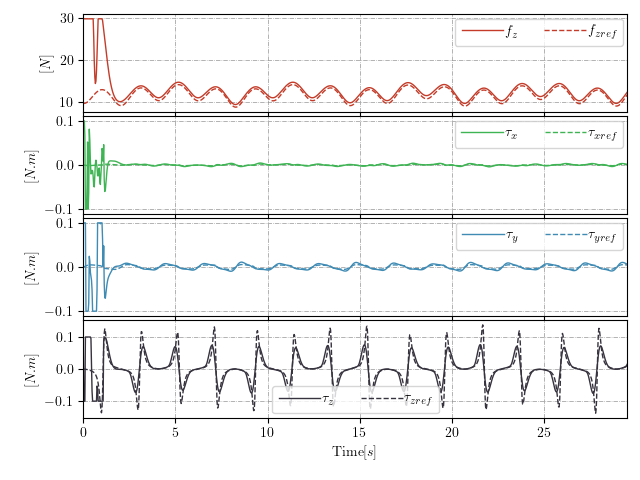 30
20
10
[N]
f_z
f_zref
0.1
0.0
−0.1
[N.m]
τ_x
τ_xref
0.1
0.0
−0.1
[N.m]
τ_y
τ_yref
0.1
0.0
−0.1
[N.m]
τ_z
τ_zref
0 5 10 15 20 25
Time[s]